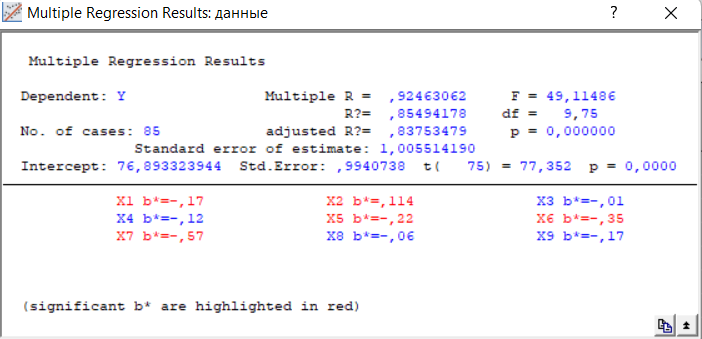 Multiple Regression Results: данные
Multiple Regression Results
Dependent: Y Multiple R = ,92463062 F = 49,11486
R?= ,85494178 df = 9,75
No. of cases: 85 adjusted R?= ,83753479 p = 0,000000
Standard error of estimate: 1,005514190
Intercept: 76,893323944 Std.Error: ,9940738 t( 75) = 77,352 p = 0,0000
X1 b*=-,17 X2 b*=,114 X3 b*=-,01
X4 b*=-,12 X5 b*=-,22 X6 b*=-,35
X7 b*=-,57 X8 b*=-,06 X9 b*=-,17
(significant b* are highlighted in red)